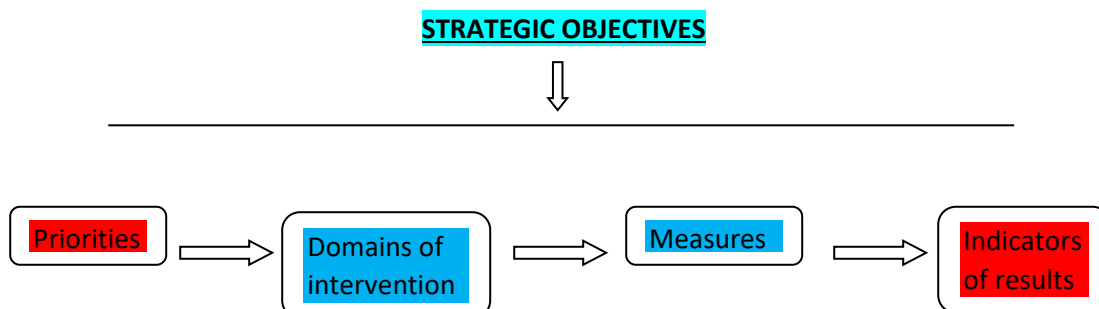 STRATEGIC OBJECTIVES
Priorities
Domains of
intervention
Measures
Indicators
of results